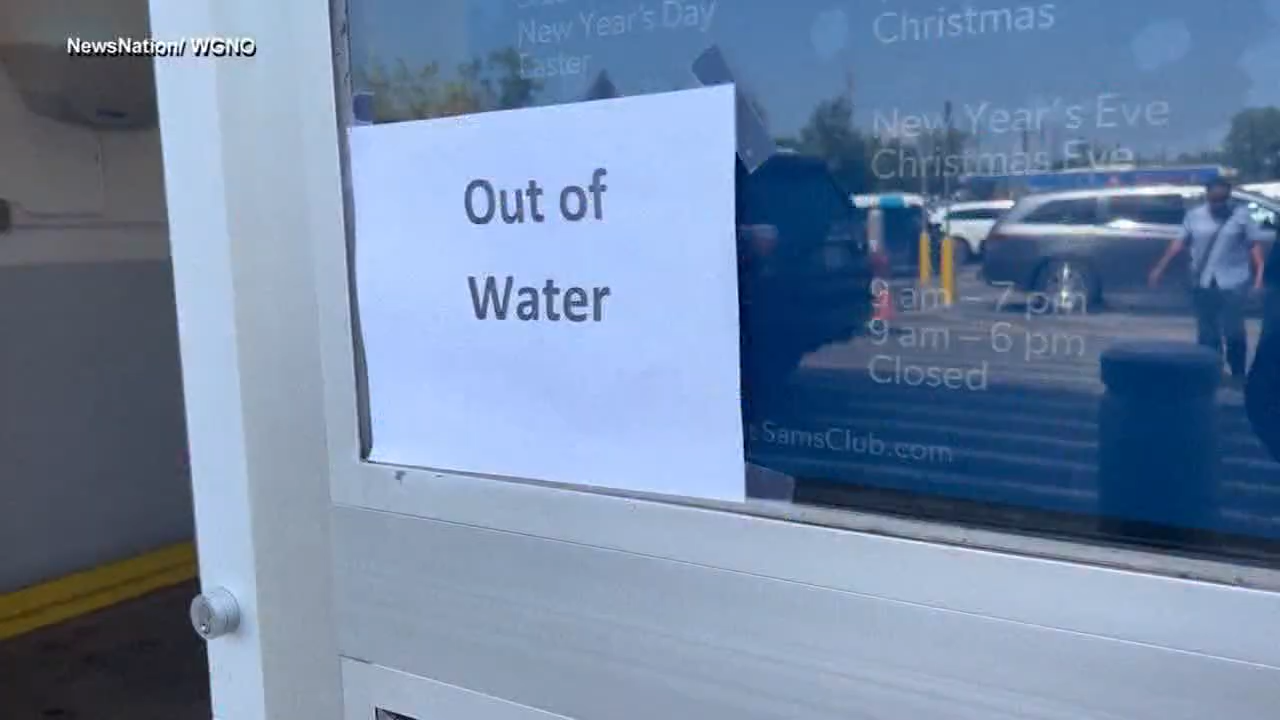 NewsNation/ WGNO
New Year's Day
Easter
Christmas
New Year's Eve
Christmas Eve
Out of
Water
9 am – 7 pm
9 am – 6 pm
Closed
SamsClub.com